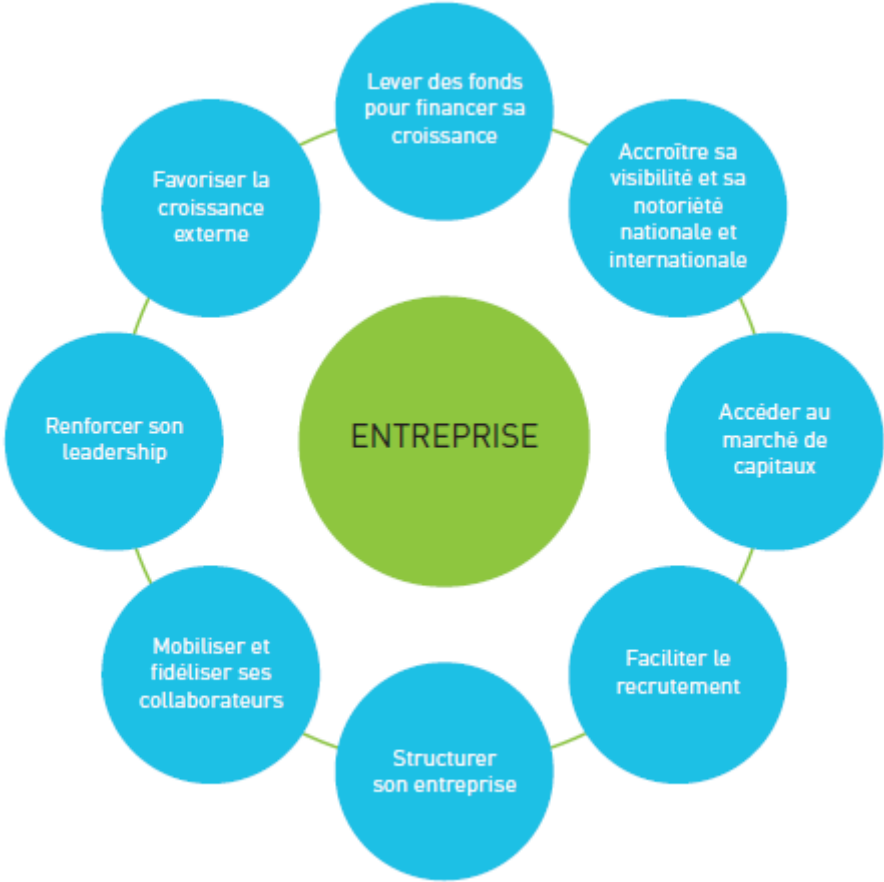 Lever des fonds
pour financer sa
croissance
Accroître sa
visibilité et sa
notoriété
nationale et
internationale
Accéder au
marché de
capitaux
Faciliter le
recrutement
Structurer
son entreprise
Mobiliser et
fidéliser ses
collaborateurs
Renforcer son
leadership
Favoriser la
croissance
externe
ENTREPRISE